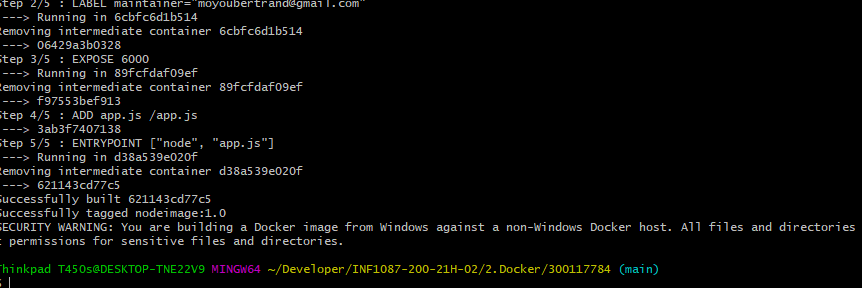 Step 2/5 : LABEL maintainer="moyoubertrand@gmail.com"
---> Running in 6cbfc6d1b514
Removing intermediate container 6cbfc6d1b514
---> 06429a3b0328
Step 3/5 : EXPOSE 6000
---> Running in 89fcfdaf09ef
Removing intermediate container 89fcfdaf09ef
---> f97553bef913
Step 4/5 : ADD app.js /app.js
---> 3ab3f7407138
Step 5/5 : ENTRYPOINT ["node", "app.js"]
---> Running in d38a539e020f
Removing intermediate container d38a539e020f
---> 621143cd77c5
Successfully built 621143cd77c5
Successfully tagged nodeimage:1.0
SECURITY WARNING: You are building a Docker image from Windows against a non-Windows Docker host. All files and directories
t permissions for sensitive files and directories.
Thinkpad T450s@DESKTOP-TNE22V9 MINGW64 ~/Developer/INF1087-200-21H-02/2.Docker/300117784 (main)
$